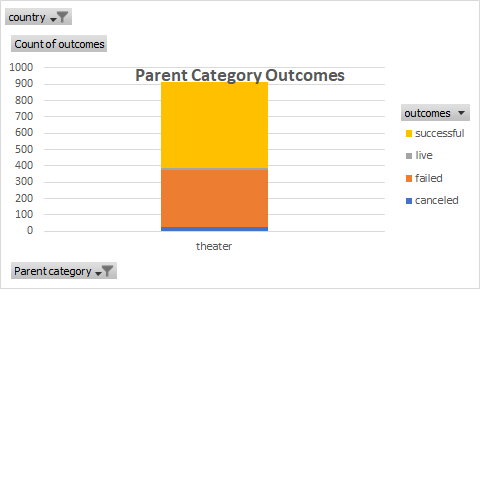 country
Count of outcomes
Parent Category Outcomes
1000
900
800
700
600
500
400
300
200
100
0
theater
outcomes
successful
live
failed
canceled
Parent category